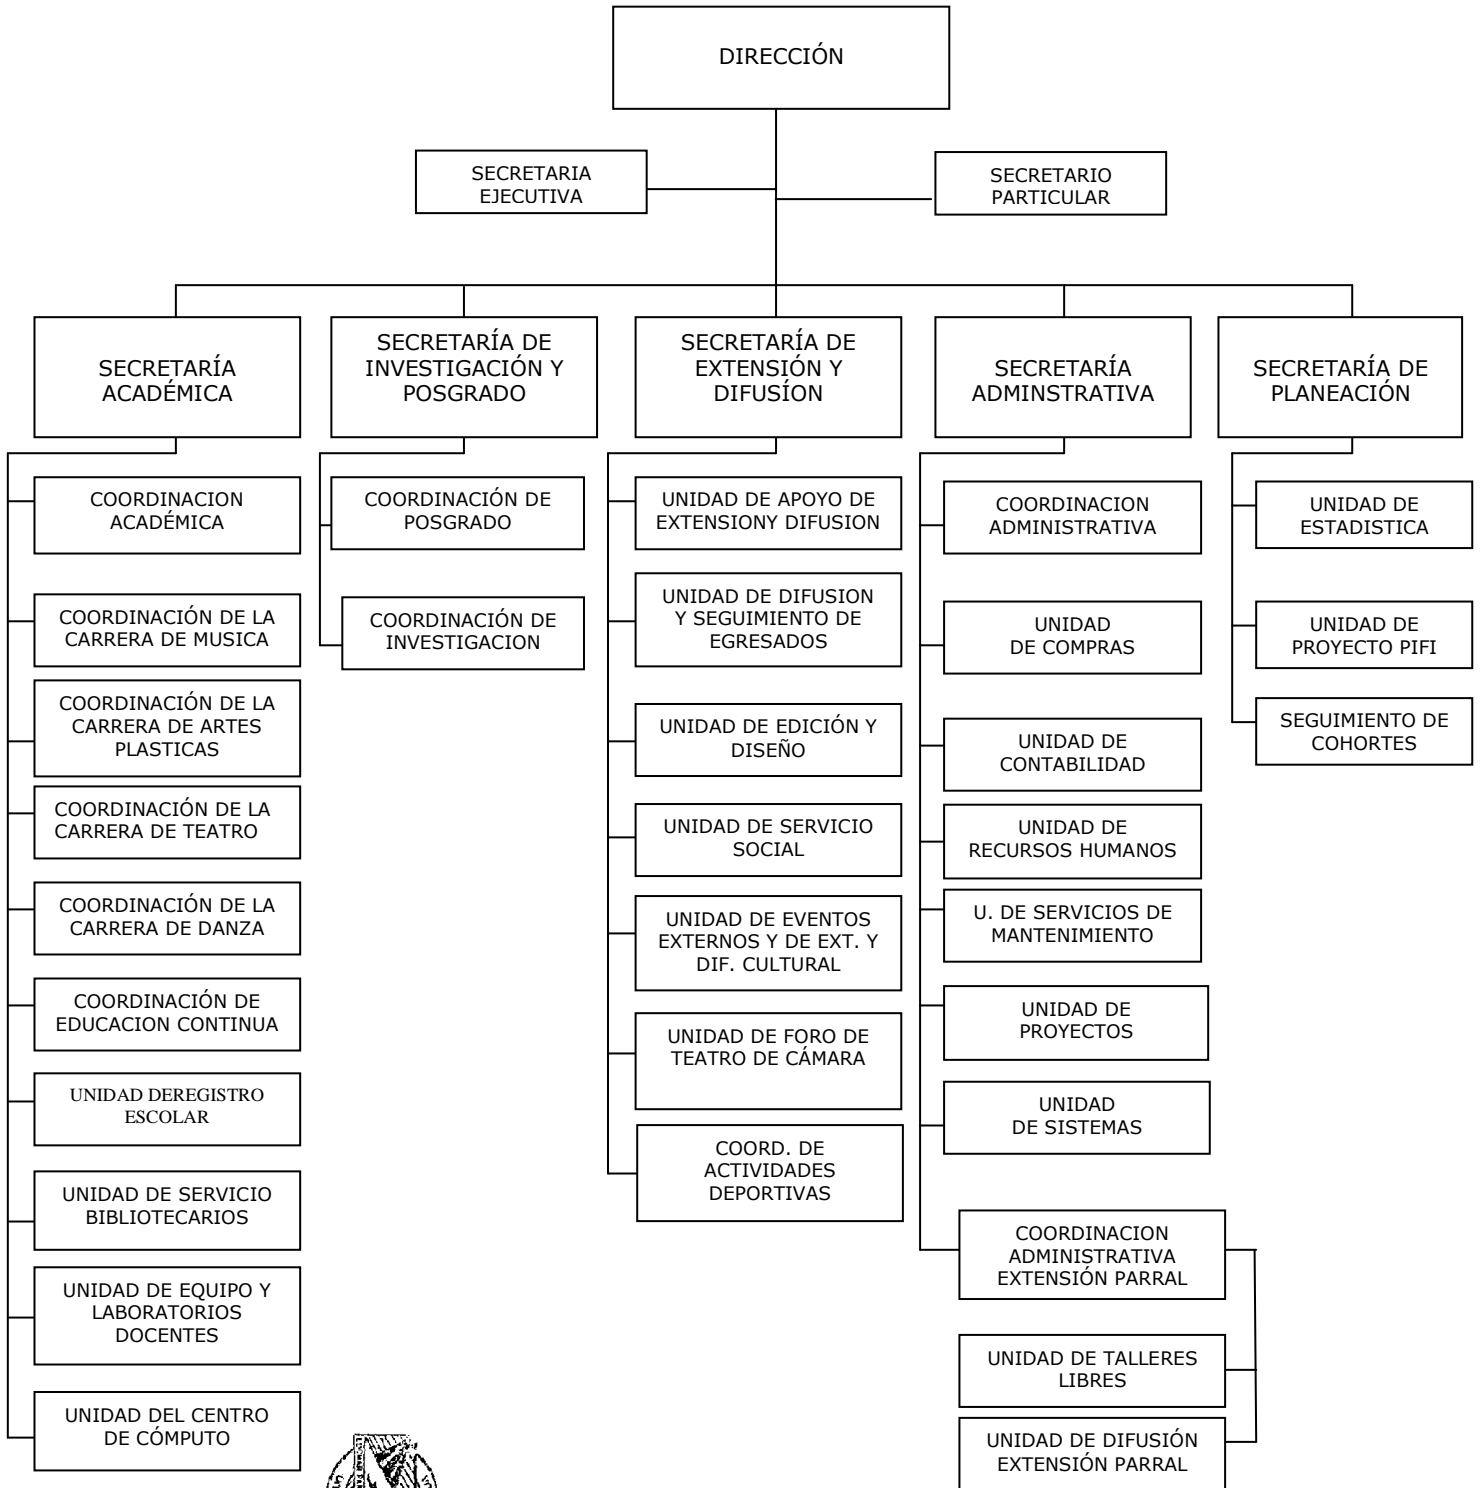 DIRECCIÓN
SECRETARIA
EJECUTIVA
SECRETARIO
PARTICULAR
SECRETARÍA
ACADÉMICA
COORDINACION
ACADÉMICA
COORDINACIÓN DE LA
CARRERA DE MUSICA
COORDINACIÓN DE LA
CARRERA DE ARTES
PLASTICAS
COORDINACIÓN DE LA
CARRERA DE TEATRO
COORDINACIÓN DE LA
CARRERA DE DANZA
COORDINACIÓN DE
EDUCACION CONTINUA
UNIDAD DEREGISTRO
ESCOLAR
UNIDAD DE SERVICIO
BIBLIOTECARIOS
UNIDAD DE EQUIPO Y
LABORATORIOS
DOCENTES
UNIDAD DEL CENTRO
DE CÓMPUTO
SECRETARÍA DE
INVESTIGACIÓN Y
POSGRADO
COORDINACIÓN DE
POSGRADO
COORDINACIÓN DE
INVESTIGACION
SECRETARÍA DE
EXTENSIÓN Y
DIFUSÍON
UNIDAD DE APOYO DE
EXTENSIONY DIFUSION
UNIDAD DE DIFUSION
Y SEGUIMIENTO DE
EGRESADOS
UNIDAD DE EDICIÓN Y
DISEÑO
UNIDAD DE SERVICIO
SOCIAL
UNIDAD DE EVENTOS
EXTERNOS Y DE EXT. Y
DIF. CULTURAL
UNIDAD DE FORO DE
TEATRO DE CÁMARA
COORD. DE
ACTIVIDADES
DEPORTIVAS
SECRETARÍA
ADMINSTRATIVA
COORDINACION
ADMINISTRATIVA
UNIDAD
DE COMPRAS
UNIDAD DE
CONTABILIDAD
UNIDAD DE
RECURSOS HUMANOS
U. DE SERVICIOS DE
MANTENIMIENTO
UNIDAD DE
PROYECTOS
UNIDAD
DE SISTEMAS
COORDINACION
ADMINISTRATIVA
EXTENSIÓN PARRAL
UNIDAD DE TALLERES
LIBRES
UNIDAD DE DIFUSIÓN
EXTENSIÓN PARRAL
SECRETARÍA DE
PLANEACIÓN
UNIDAD DE
ESTADISTICA
UNIDAD DE
PROYECTO PIFI
SEGUIMIENTO DE
COHORTES